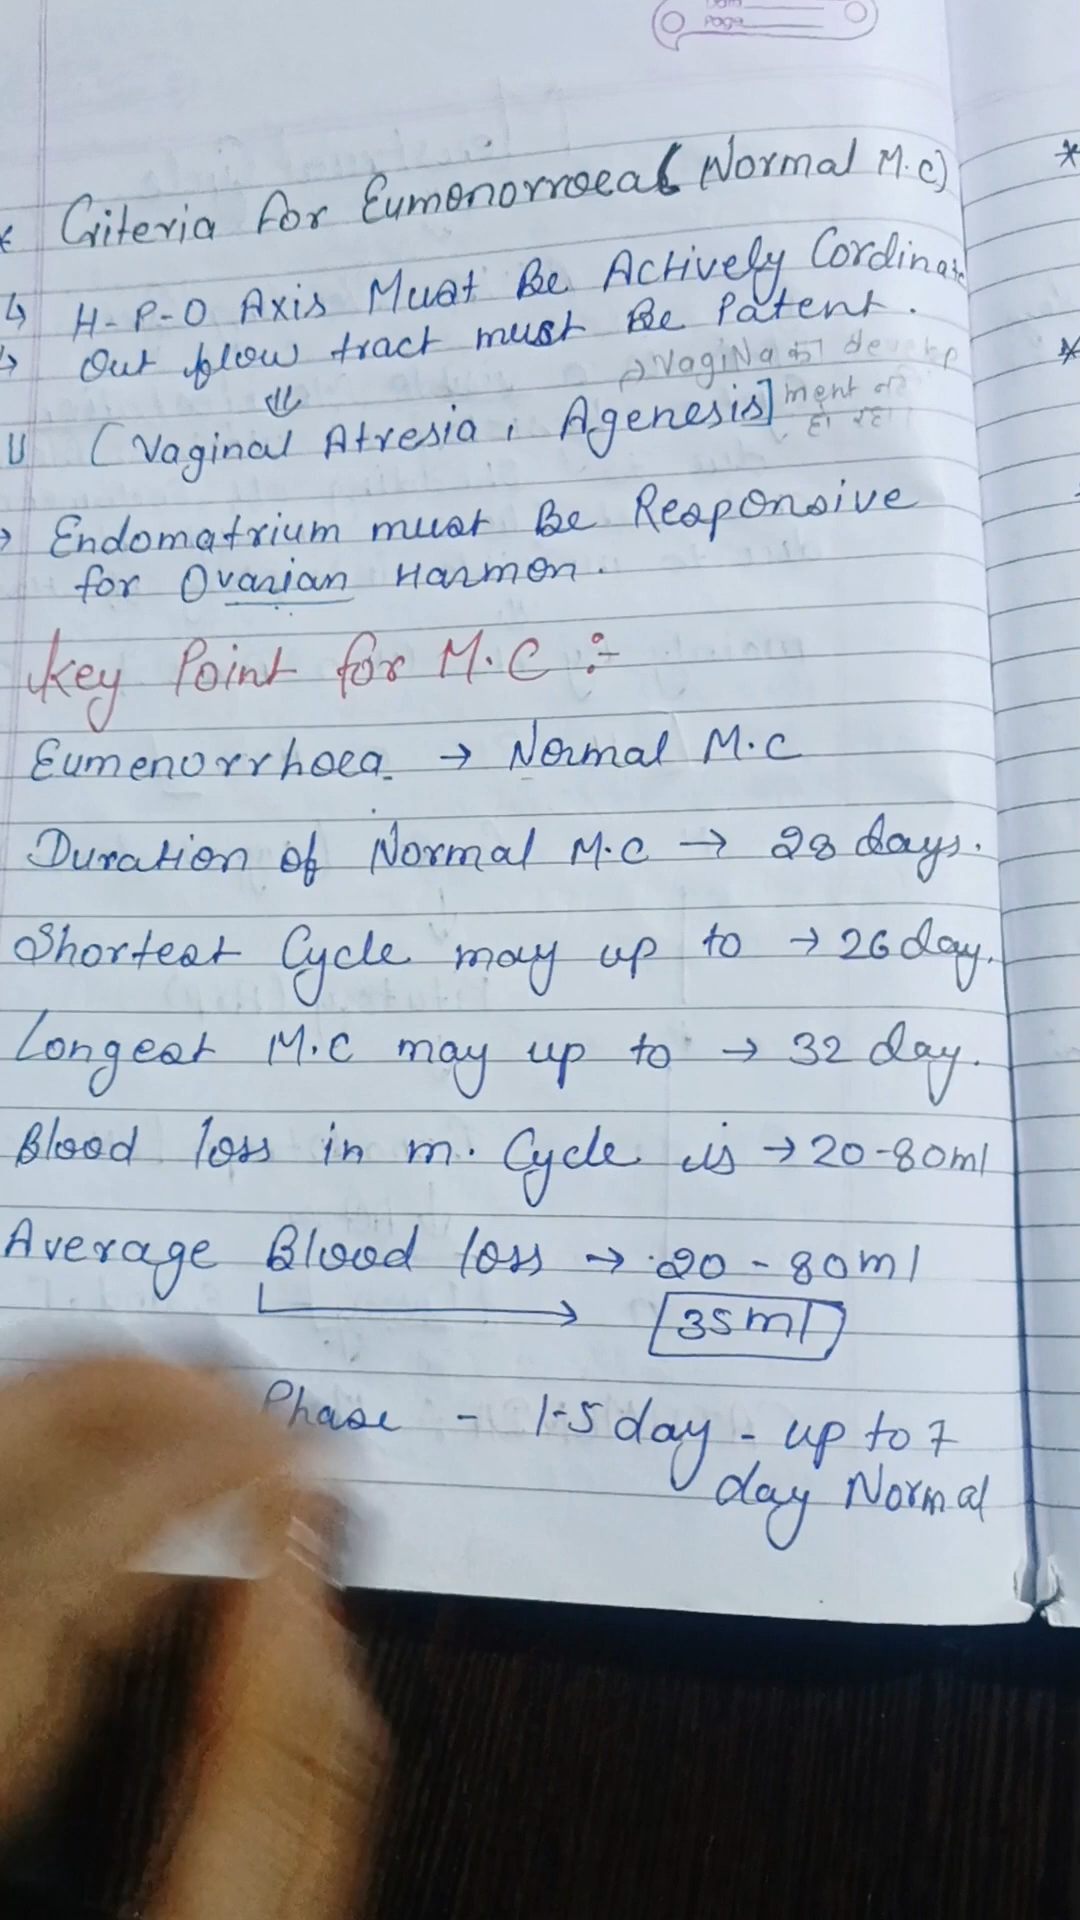 Page
* Criteria for Eumonorroea (Normal M.C)
↳ H-P-O Axis Must Be Actively Cordinate
↳ Out flow tract must Be Patent.
→ Vagina का develop
ment न
हो रहा
⇓
(Vaginal Atresia, Agenesis]
→ Endomatrium must Be Responsive
for Ovarian Harmon.
Key Point for M.C :-
Eumenorrhoea → Normal M.C
Duration of Normal M.C → 28 days.
Shortest Cycle may up to → 26 day.
Longest M.C may up to → 32 day.
Blood loss in m. Cycle is → 20-80ml
Average Blood loss → 20 - 80ml
35ml
Phase - 1-5 day - up to 7
day Normal